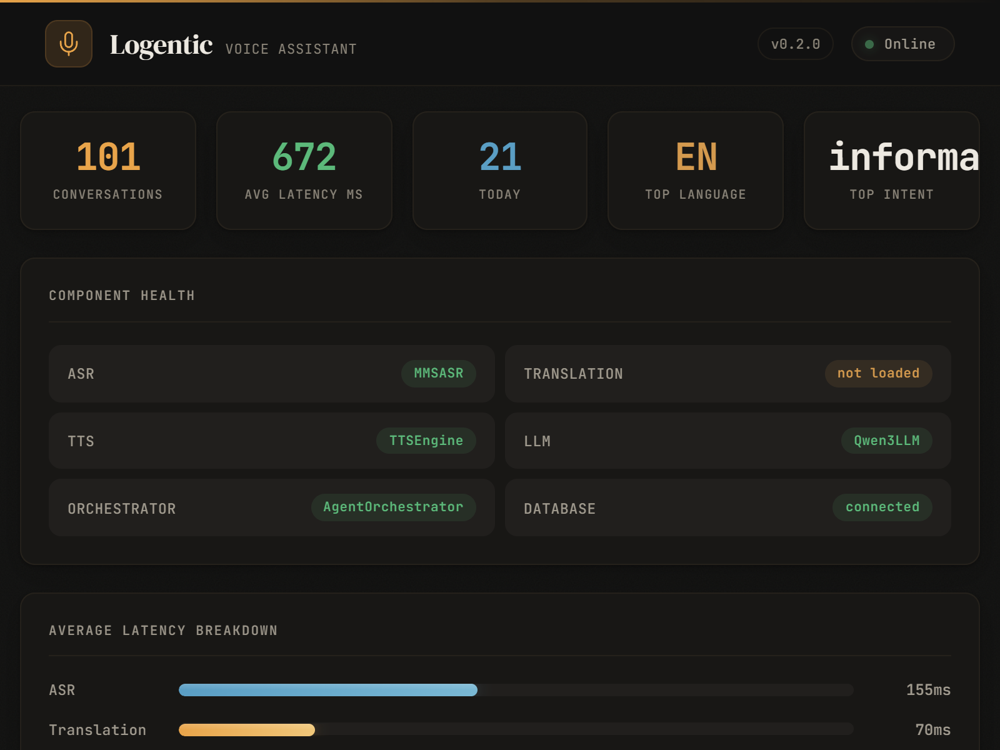 Logentic VOICE ASSISTANT v0.2.0 Online
101 672 21 EN informa
CONVERSATIONS AVG LATENCY MS TODAY TOP LANGUAGE TOP INTENT
COMPONENT HEALTH
ASR MMSASR TRANSLATION not loaded
TTS TTSEngine LLM Qwen3LLM
ORCHESTRATOR AgentOrchestrator DATABASE connected
AVERAGE LATENCY BREAKDOWN
ASR 155ms
Translation 70ms